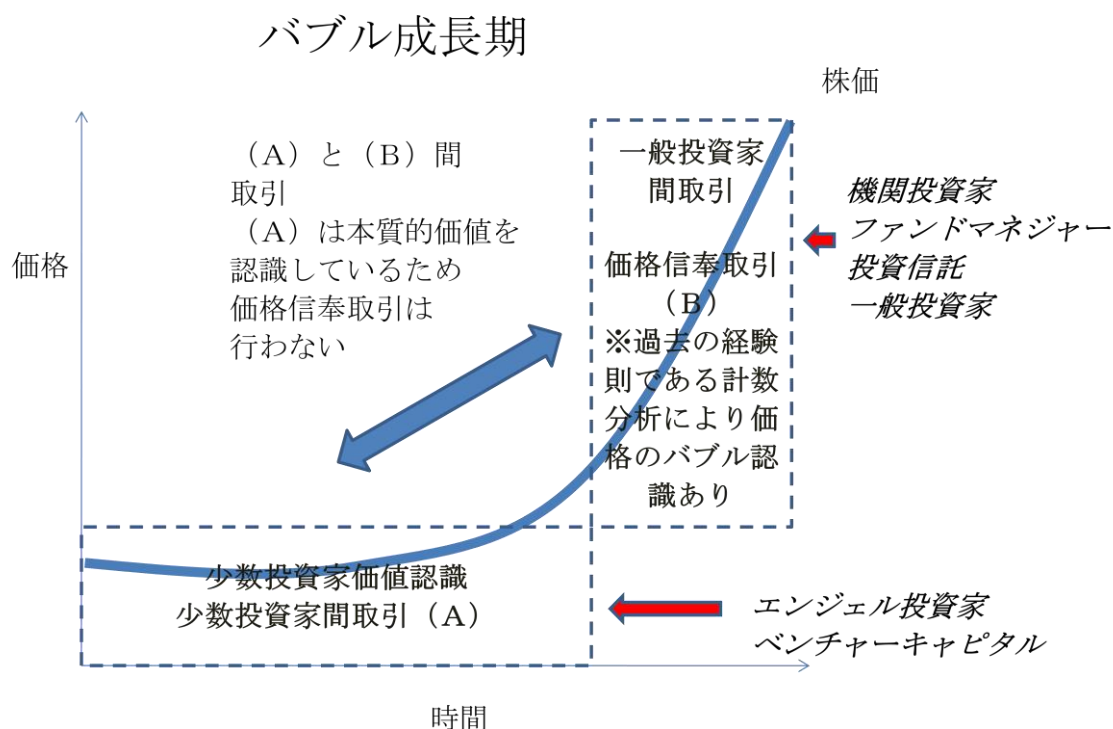 バブル成長期
株価
（Ａ）と（Ｂ）間
取引
（Ａ）は本質的価値を
認識しているため
価格信奉取引は
行わない
価格
一般投資家
間取引
価格信奉取引
（Ｂ）
※過去の経験
則である計数
分析により価
格のバブル認
識あり
機関投資家
ファンドマネジャー
投資信託
一般投資家
少数投資家価値認識
少数投資家間取引（Ａ）
エンジェル投資家
ベンチャーキャピタル
時間